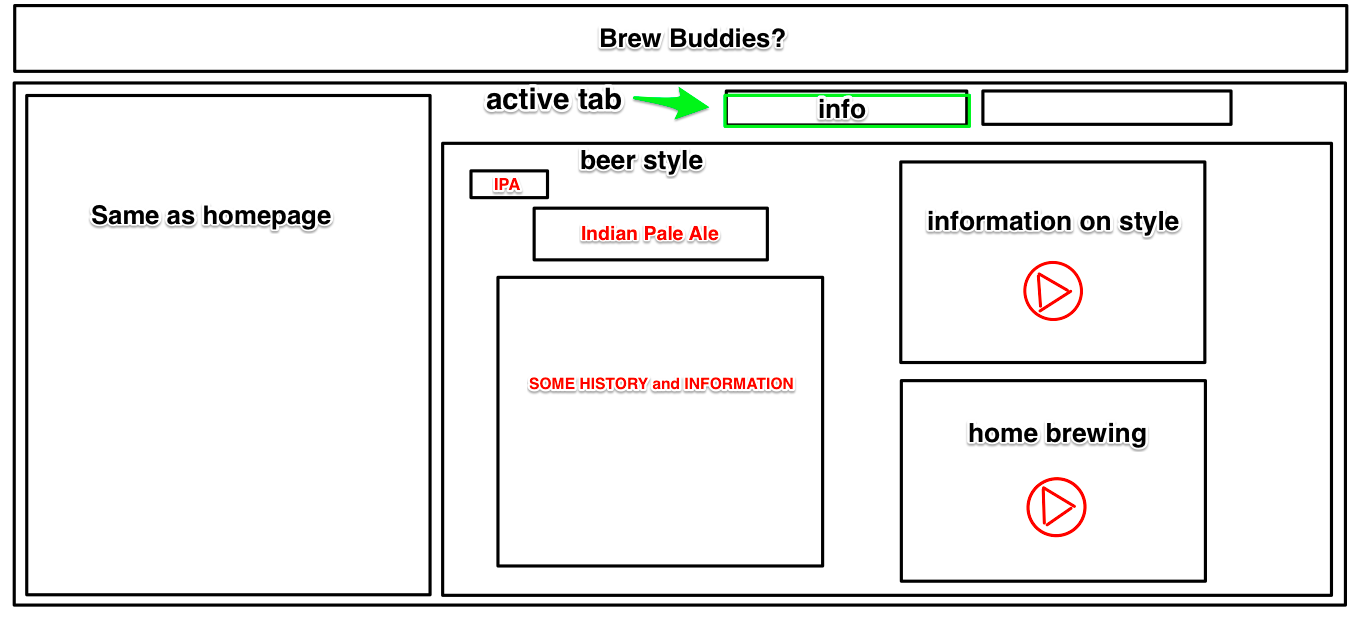 Brew Buddies?
active tab
info
Same as homepage
beer style
IPA
Indian Pale Ale
SOME HISTORY and INFORMATION
information on style
home brewing